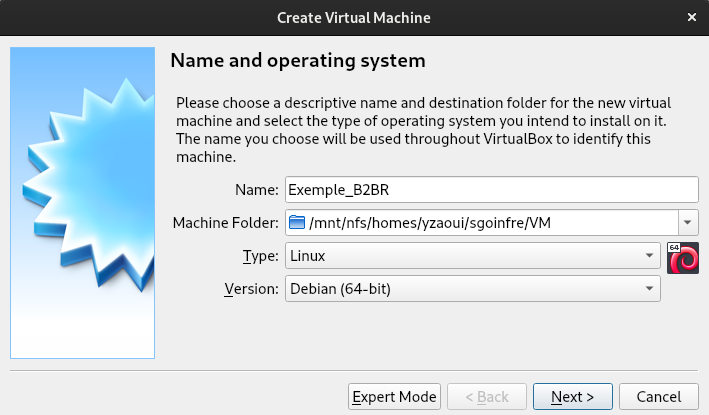 Create Virtual Machine
Name and operating system
Please choose a descriptive name and destination folder for the new virtual
machine and select the type of operating system you intend to install on it.
The name you choose will be used throughout VirtualBox to identify this
machine.
Name: Exemple_B2BR
Machine Folder: /mnt/nfs/homes/yzaoui/sgoinfre/VM
Type: Linux
64
Version: Debian (64-bit)
Expert Mode < Back Next > Cancel